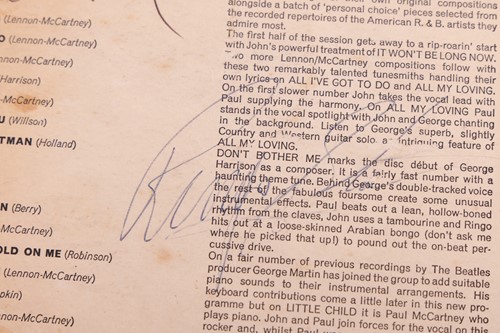 (Lennon-McCartney)
O (Lennon-McCartney)
(Lennon-McCartney)
(Harrison)
-McCartney)
U (Willson)
(Lennon-McCartney)
TMAN (Holland)
N (Berry)
-McCartney)
OLD ON ME (Robinson)
(Lennon-McCartney)
pkin)
-McCartney)
own original compositions
alongside a batch of 'personal choice' pieces selected from
the recorded repertoires of the American R. & B. artists they
admire most.
The first half of the session gets away to a rip-roarin' start
with John's powerful treatment of IT WON'T BE LONG NOW.
Two more Lennon/McCartney compositions follow with
these two remarkably talented tunesmiths handling their
own lyrics on ALL I'VE GOT TO DO and ALL MY LOVING.
On the first slower number John takes the vocal lead with
Paul supplying the harmony. On ALL MY LOVING Paul
stands in the vocal spotlight with John and George chanting
in the background. Listen to George's superb, slightly
Country and Western guitar solo an intriguing feature of
ALL MY LOVING.
DON'T BOTHER ME marks the disc début of George
Harrison as a composer. It is a fairly fast number with a
haunting theme tune. Behind George's double-tracked voice
the rest of the fabulous foursome create some unusual
instrumental effects. Paul beats out a lean, hollow-boned
rhythm from the claves, John uses a tambourine and Ringo
hits out at a loose-skinned Arabian bongo (don't ask me
where he picked that up!) to pound out the on-beat per-
cussive drive.
On a fair number of previous recordings by The Beatles
producer George Martin has joined the group to add suitable
piano sounds to their instrumental arrangements. His
keyboard contributions come a little later in this new pro-
gramme but on LITTLE CHILD it is Paul McCartney who
plays piano. John and Paul join forces for the vocal on this
rocker and, whilst Paul